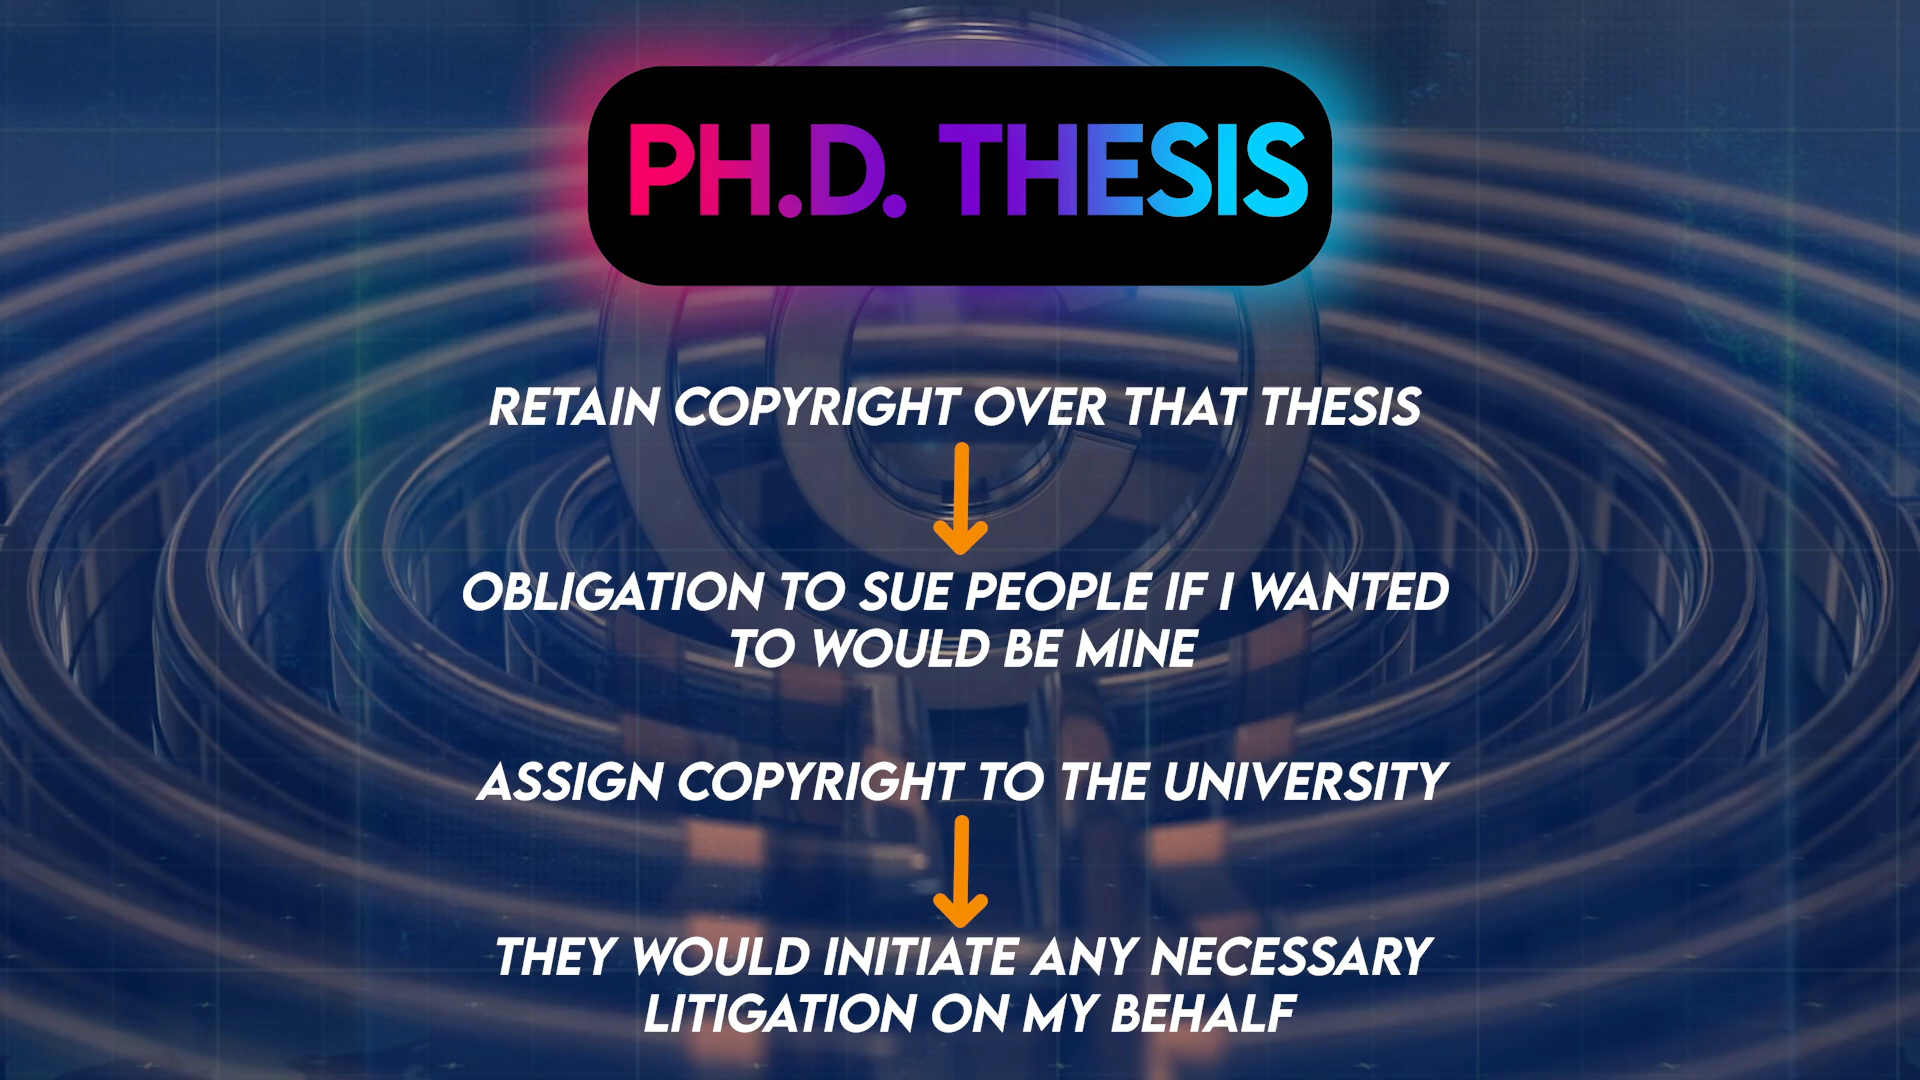 PH.D. THESIS
RETAIN COPYRIGHT OVER THAT THESIS
OBLIGATION TO SUE PEOPLE IF I WANTED
TO WOULD BE MINE
ASSIGN COPYRIGHT TO THE UNIVERSITY
THEY WOULD INITIATE ANY NECESSARY
LITIGATION ON MY BEHALF